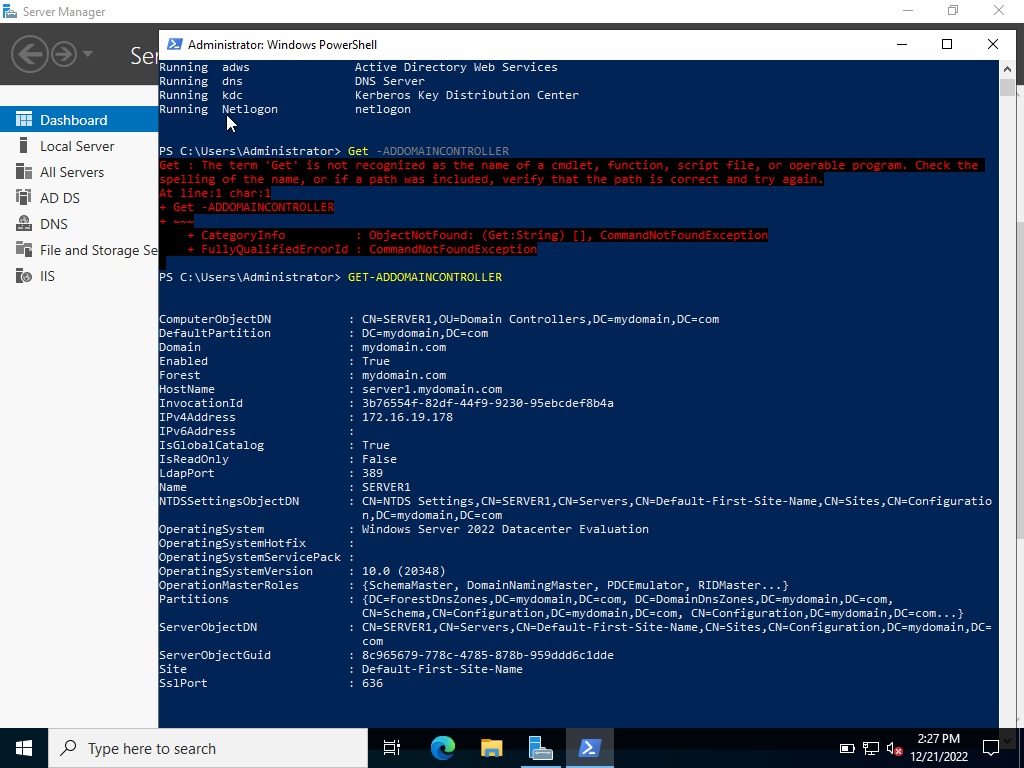 Server Manager
Ser
Dashboard
Local Server
All Servers
AD DS
DNS
File and Storage Se
IIS
Administrator: Windows PowerShell
Running  adws               Active Directory Web Services
Running  dns                DNS Server
Running  kdc                Kerberos Key Distribution Center
Running  Netlogon           netlogon
PS C:\Users\Administrator> Get -ADDOMAINCONTROLLER
Get : The term 'Get' is not recognized as the name of a cmdlet, function, script file, or operable program. Check the
spelling of the name, or if a path was included, verify that the path is correct and try again.
At line:1 char:1
+ Get -ADDOMAINCONTROLLER
+ ~~~
    + CategoryInfo          : ObjectNotFound: (Get:String) [], CommandNotFoundException
    + FullyQualifiedErrorId : CommandNotFoundException
PS C:\Users\Administrator> GET-ADDOMAINCONTROLLER
ComputerObjectDN           : CN=SERVER1,OU=Domain Controllers,DC=mydomain,DC=com
DefaultPartition           : DC=mydomain,DC=com
Domain                     : mydomain.com
Enabled                    : True
Forest                     : mydomain.com
HostName                   : server1.mydomain.com
InvocationId               : 3b76554f-82df-44f9-9230-95ebcdef8b4a
IPv4Address                : 172.16.19.178
IPv6Address                :
IsGlobalCatalog            : True
IsReadOnly                 : False
LdapPort                   : 389
Name                       : SERVER1
NTDSSettingsObjectDN       : CN=NTDS Settings,CN=SERVER1,CN=Servers,CN=Default-First-Site-Name,CN=Sites,CN=Configuratio
                             n,DC=mydomain,DC=com
OperatingSystem            : Windows Server 2022 Datacenter Evaluation
OperatingSystemHotfix      :
OperatingSystemServicePack :
OperatingSystemVersion     : 10.0 (20348)
OperationMasterRoles       : {SchemaMaster, DomainNamingMaster, PDCEmulator, RIDMaster...}
Partitions                 : {DC=ForestDnsZones,DC=mydomain,DC=com, DC=DomainDnsZones,DC=mydomain,DC=com,
                             CN=Schema,CN=Configuration,DC=mydomain,DC=com, CN=Configuration,DC=mydomain,DC=com...}
ServerObjectDN             : CN=SERVER1,CN=Servers,CN=Default-First-Site-Name,CN=Sites,CN=Configuration,DC=mydomain,DC=
                             com
ServerObjectGuid           : 8c965679-778c-4785-878b-959ddd6c1dde
Site                       : Default-First-Site-Name
SslPort                    : 636
Type here to search
2:27 PM
12/21/2022